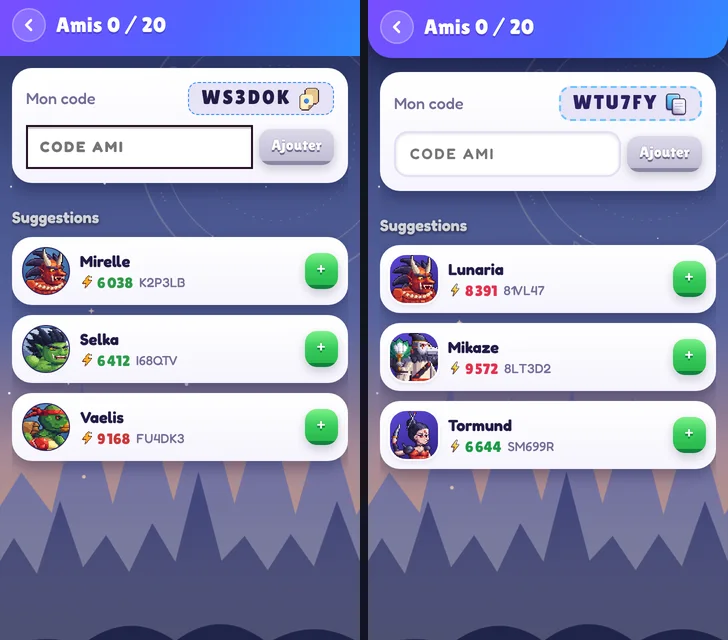 Amis 0 / 20
Mon code
WS3DOK
CODE AMI
Ajouter
Suggestions
Mirelle
6038 K2P3LB
+
Selka
6412 I68QTV
+
Vaelis
9168 FU4DK3
+
Amis 0 / 20
Mon code
WTU7FY
CODE AMI
Ajouter
Suggestions
Lunaria
8391 81VL47
+
Mikaze
9572 8LT3D2
+
Tormund
6644 SM699R
+